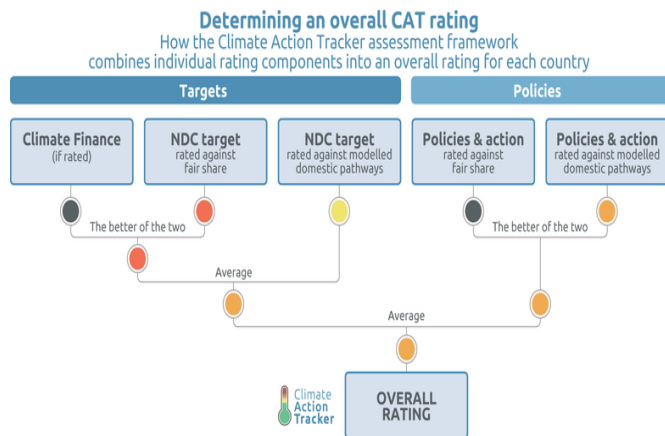 Determining an overall CAT rating
How the Climate Action Tracker assessment framework
combines individual rating components into an overall rating for each country
Targets
Policies
Climate Finance
(if rated)
NDC target
rated against
fair share
NDC target
rated against modelled
domestic pathways
Policies & action
rated against
fair share
Policies & action
rated against modelled
domestic pathways
The better of the two
The better of the two
Average
Average
Climate
Action
Tracker
OVERALL
RATING